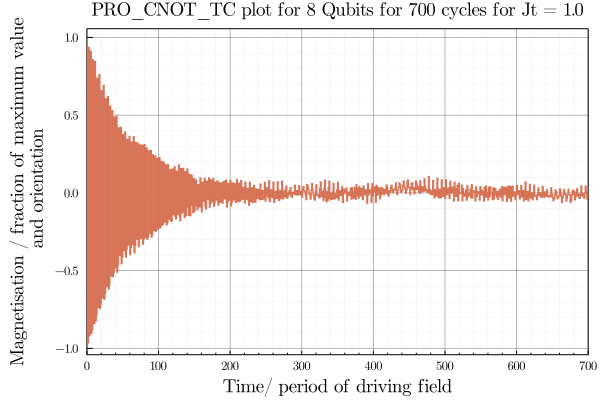 PRO_CNOT_TC plot for 8 Qubits for 700 cycles for Jt = 1.0
Magnetisation / fraction of maximum value
and orientation
1.0
0.5
0.0
−0.5
−1.0
0 100 200 300 400 500 600 700
Time/ period of driving field